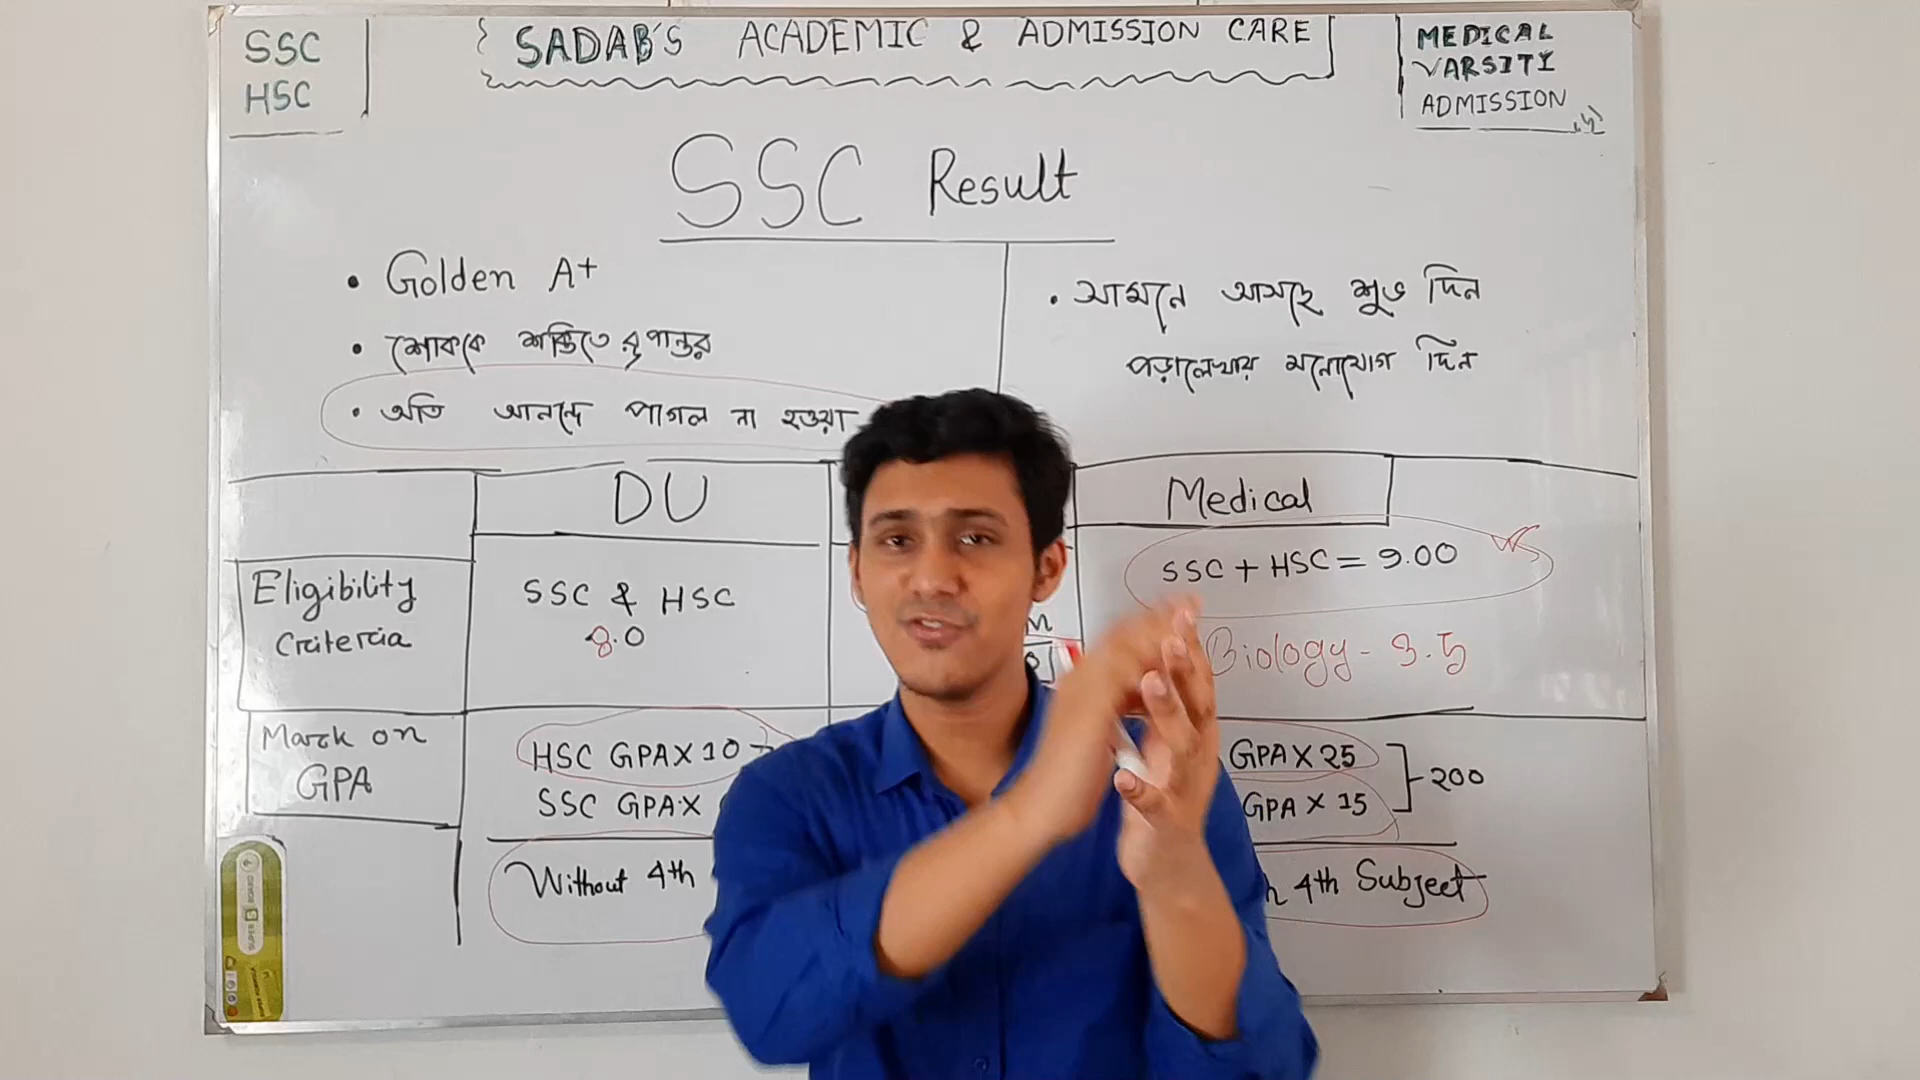 SSC
HSC
SADAB'S ACADEMIC & ADMISSION CARE
MEDICAL
VARSITY
ADMISSION
SSC Result
• Golden A+
• শোককে শক্তিতে রূপান্তর
• অতি আনন্দে পাগল না হওয়া
• সামনে আসছে শুভ দিন
পড়ালেখায় মনোযোগ দিন
DU
Medical
Eligibility
Criteria
SSC & HSC
8.0
SSC + HSC = 9.00
Biology - 3.5
Mark on
GPA
HSC GPA X 10
SSC GPA X
GPA X 25
GPA X 15
200
Without 4th
4th Subject